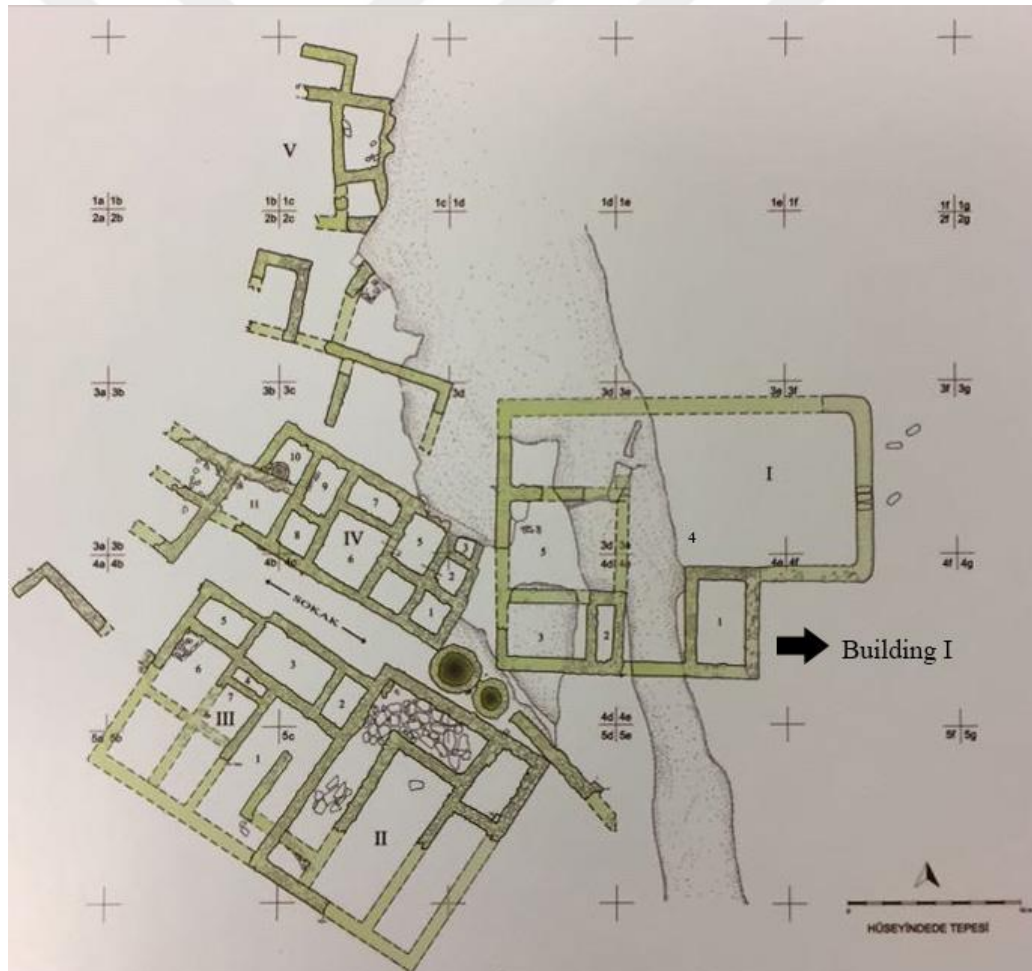 V
1a 1b
2a 2b
1b 1c
2b 2c
1c 1d
1d 1e
1e 1f
1f 1g
2f 2g
3a 3b
3b 3c
3d
3d 3e
3e 3f
3f 3g
I
10
9
7
11
IV
5
3
8
6
2
1
4
5
3a 3b
4a 4b
4b 4c
4e 4f
4f 4g
SOKAK
3
2
1
Building I
5
3
6
4
2
7
III
1
5a 5b
5c
4d 4e
5d 5e
5f 5g
II
HÜSEYİNDEDE TEPESİ